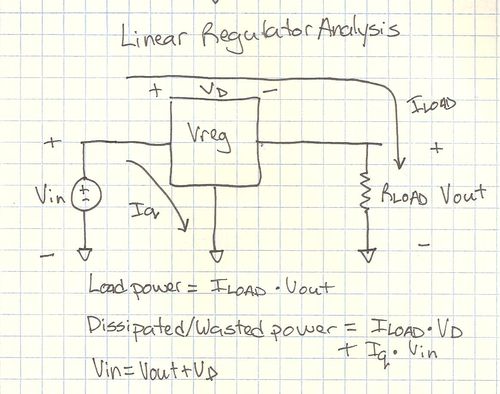 Linear Regulator Analysis
+ VD −
ILOAD
+ Vreg +
Vin + − Iq RLOAD Vout
− −
Load power = ILOAD · Vout
Dissipated/Wasted power = ILOAD · VD
+ Iq · Vin
Vin = Vout + VD